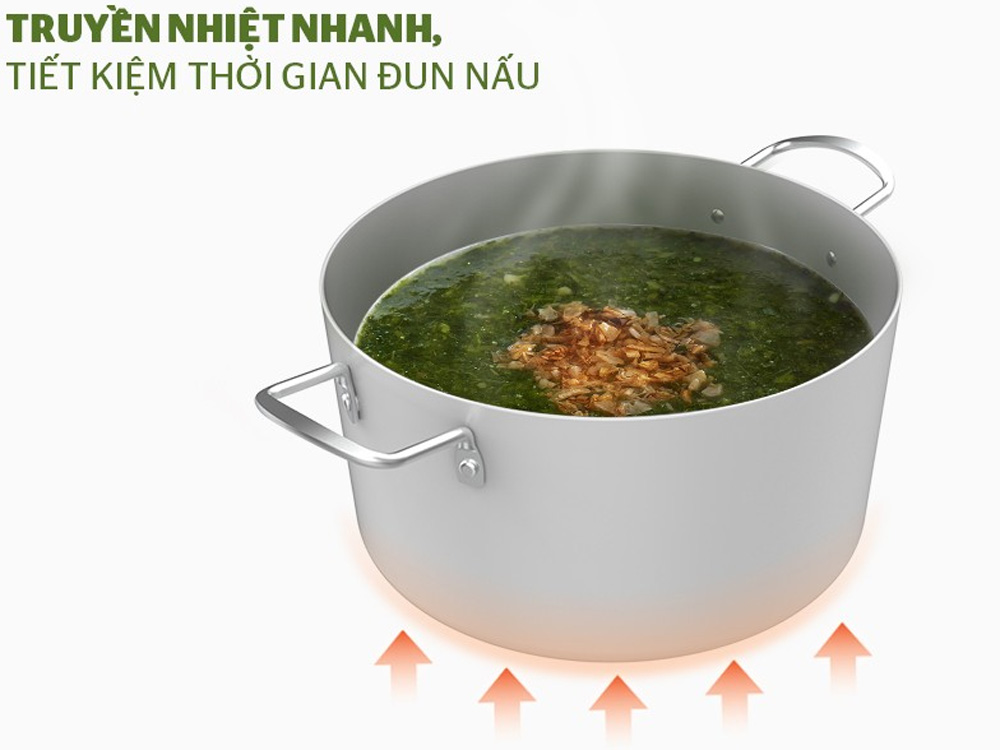 TRUYỀN NHIỆT NHANH,
TIẾT KIỆM THỜI GIAN ĐUN NẤU